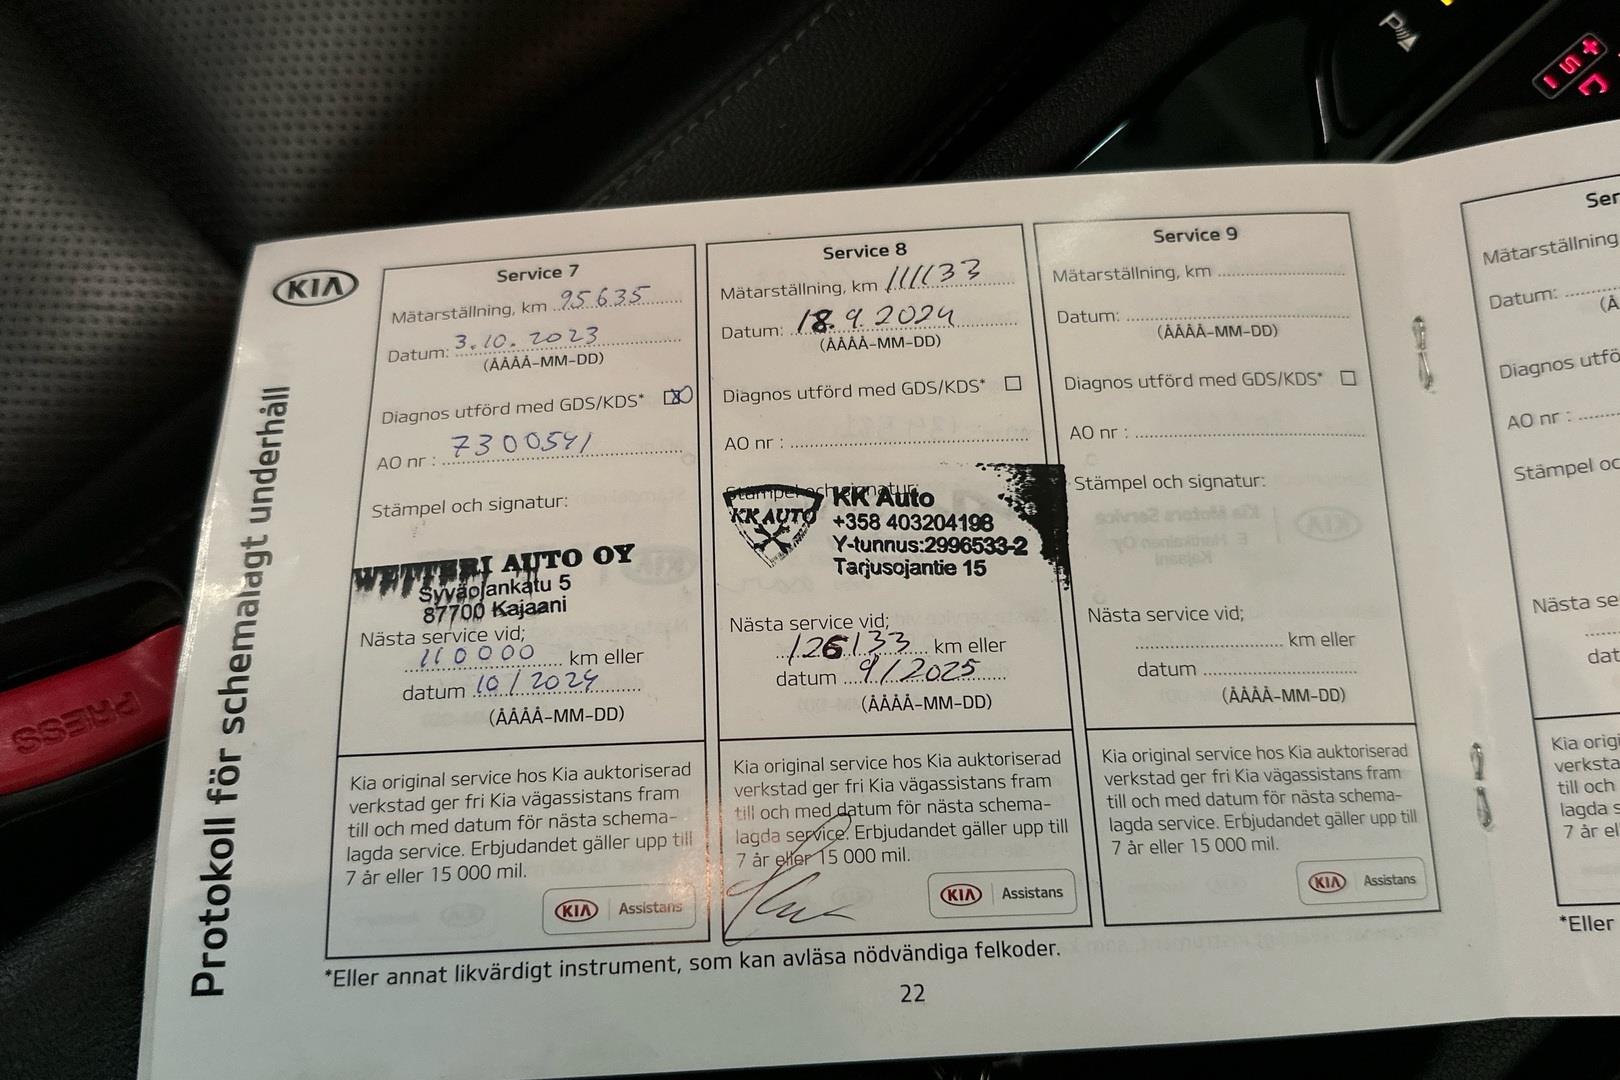 Protokoll för schemalagt underhåll
KIA
Service 7
Mätarställning, km 95635
Datum: 3.10.2023
(ÅÅÅÅ-MM-DD)
Diagnos utförd med GDS/KDS*
AO nr : 7300541
Stämpel och signatur:
WETTERI AUTO OY
Syväojankatu 5
87700 Kajaani
Nästa service vid;
110000 km eller
datum 10/2024
(ÅÅÅÅ-MM-DD)
Kia original service hos Kia auktoriserad
verkstad ger fri Kia vägassistans fram
till och med datum för nästa schema-
lagda service. Erbjudandet gäller upp till
7 år eller 15 000 mil.
KIA Assistans
Service 8
Mätarställning, km 111133
Datum: 18.9.2024
(ÅÅÅÅ-MM-DD)
Diagnos utförd med GDS/KDS*
AO nr :
Stämpel och signatur:
KK AUTO
KK Auto
+358 403204198
Y-tunnus:2996533-2
Tarjusojantie 15
Nästa service vid;
126133 km eller
datum 9/2025
(ÅÅÅÅ-MM-DD)
Kia original service hos Kia auktoriserad
verkstad ger fri Kia vägassistans fram
till och med datum för nästa schema-
lagda service. Erbjudandet gäller upp till
7 år eller 15 000 mil.
KIA Assistans
Service 9
Mätarställning, km
Datum:
(ÅÅÅÅ-MM-DD)
Diagnos utförd med GDS/KDS*
AO nr :
Stämpel och signatur:
Nästa service vid;
km eller
datum
(ÅÅÅÅ-MM-DD)
Kia original service hos Kia auktoriserad
verkstad ger fri Kia vägassistans fram
till och med datum för nästa schema-
lagda service. Erbjudandet gäller upp till
7 år eller 15 000 mil.
KIA Assistans
*Eller annat likvärdigt instrument, som kan avläsa nödvändiga felkoder.
22
Ser
Mätarställning
Datum:
(Å
Diagnos utfö
AO nr :
Stämpel oc
Nästa se
dat
Kia origi
verksta
till och
lagda s
7 år el
*Eller
PRESS
P